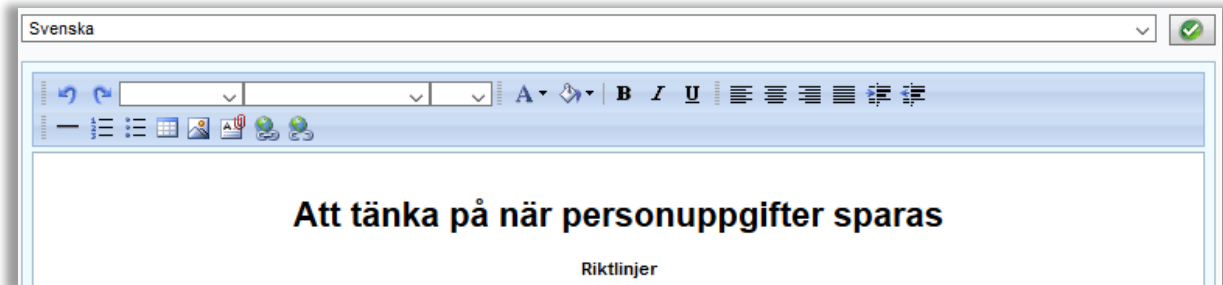 Svenska
A B I U
Att tänka på när personuppgifter sparas
Riktlinjer